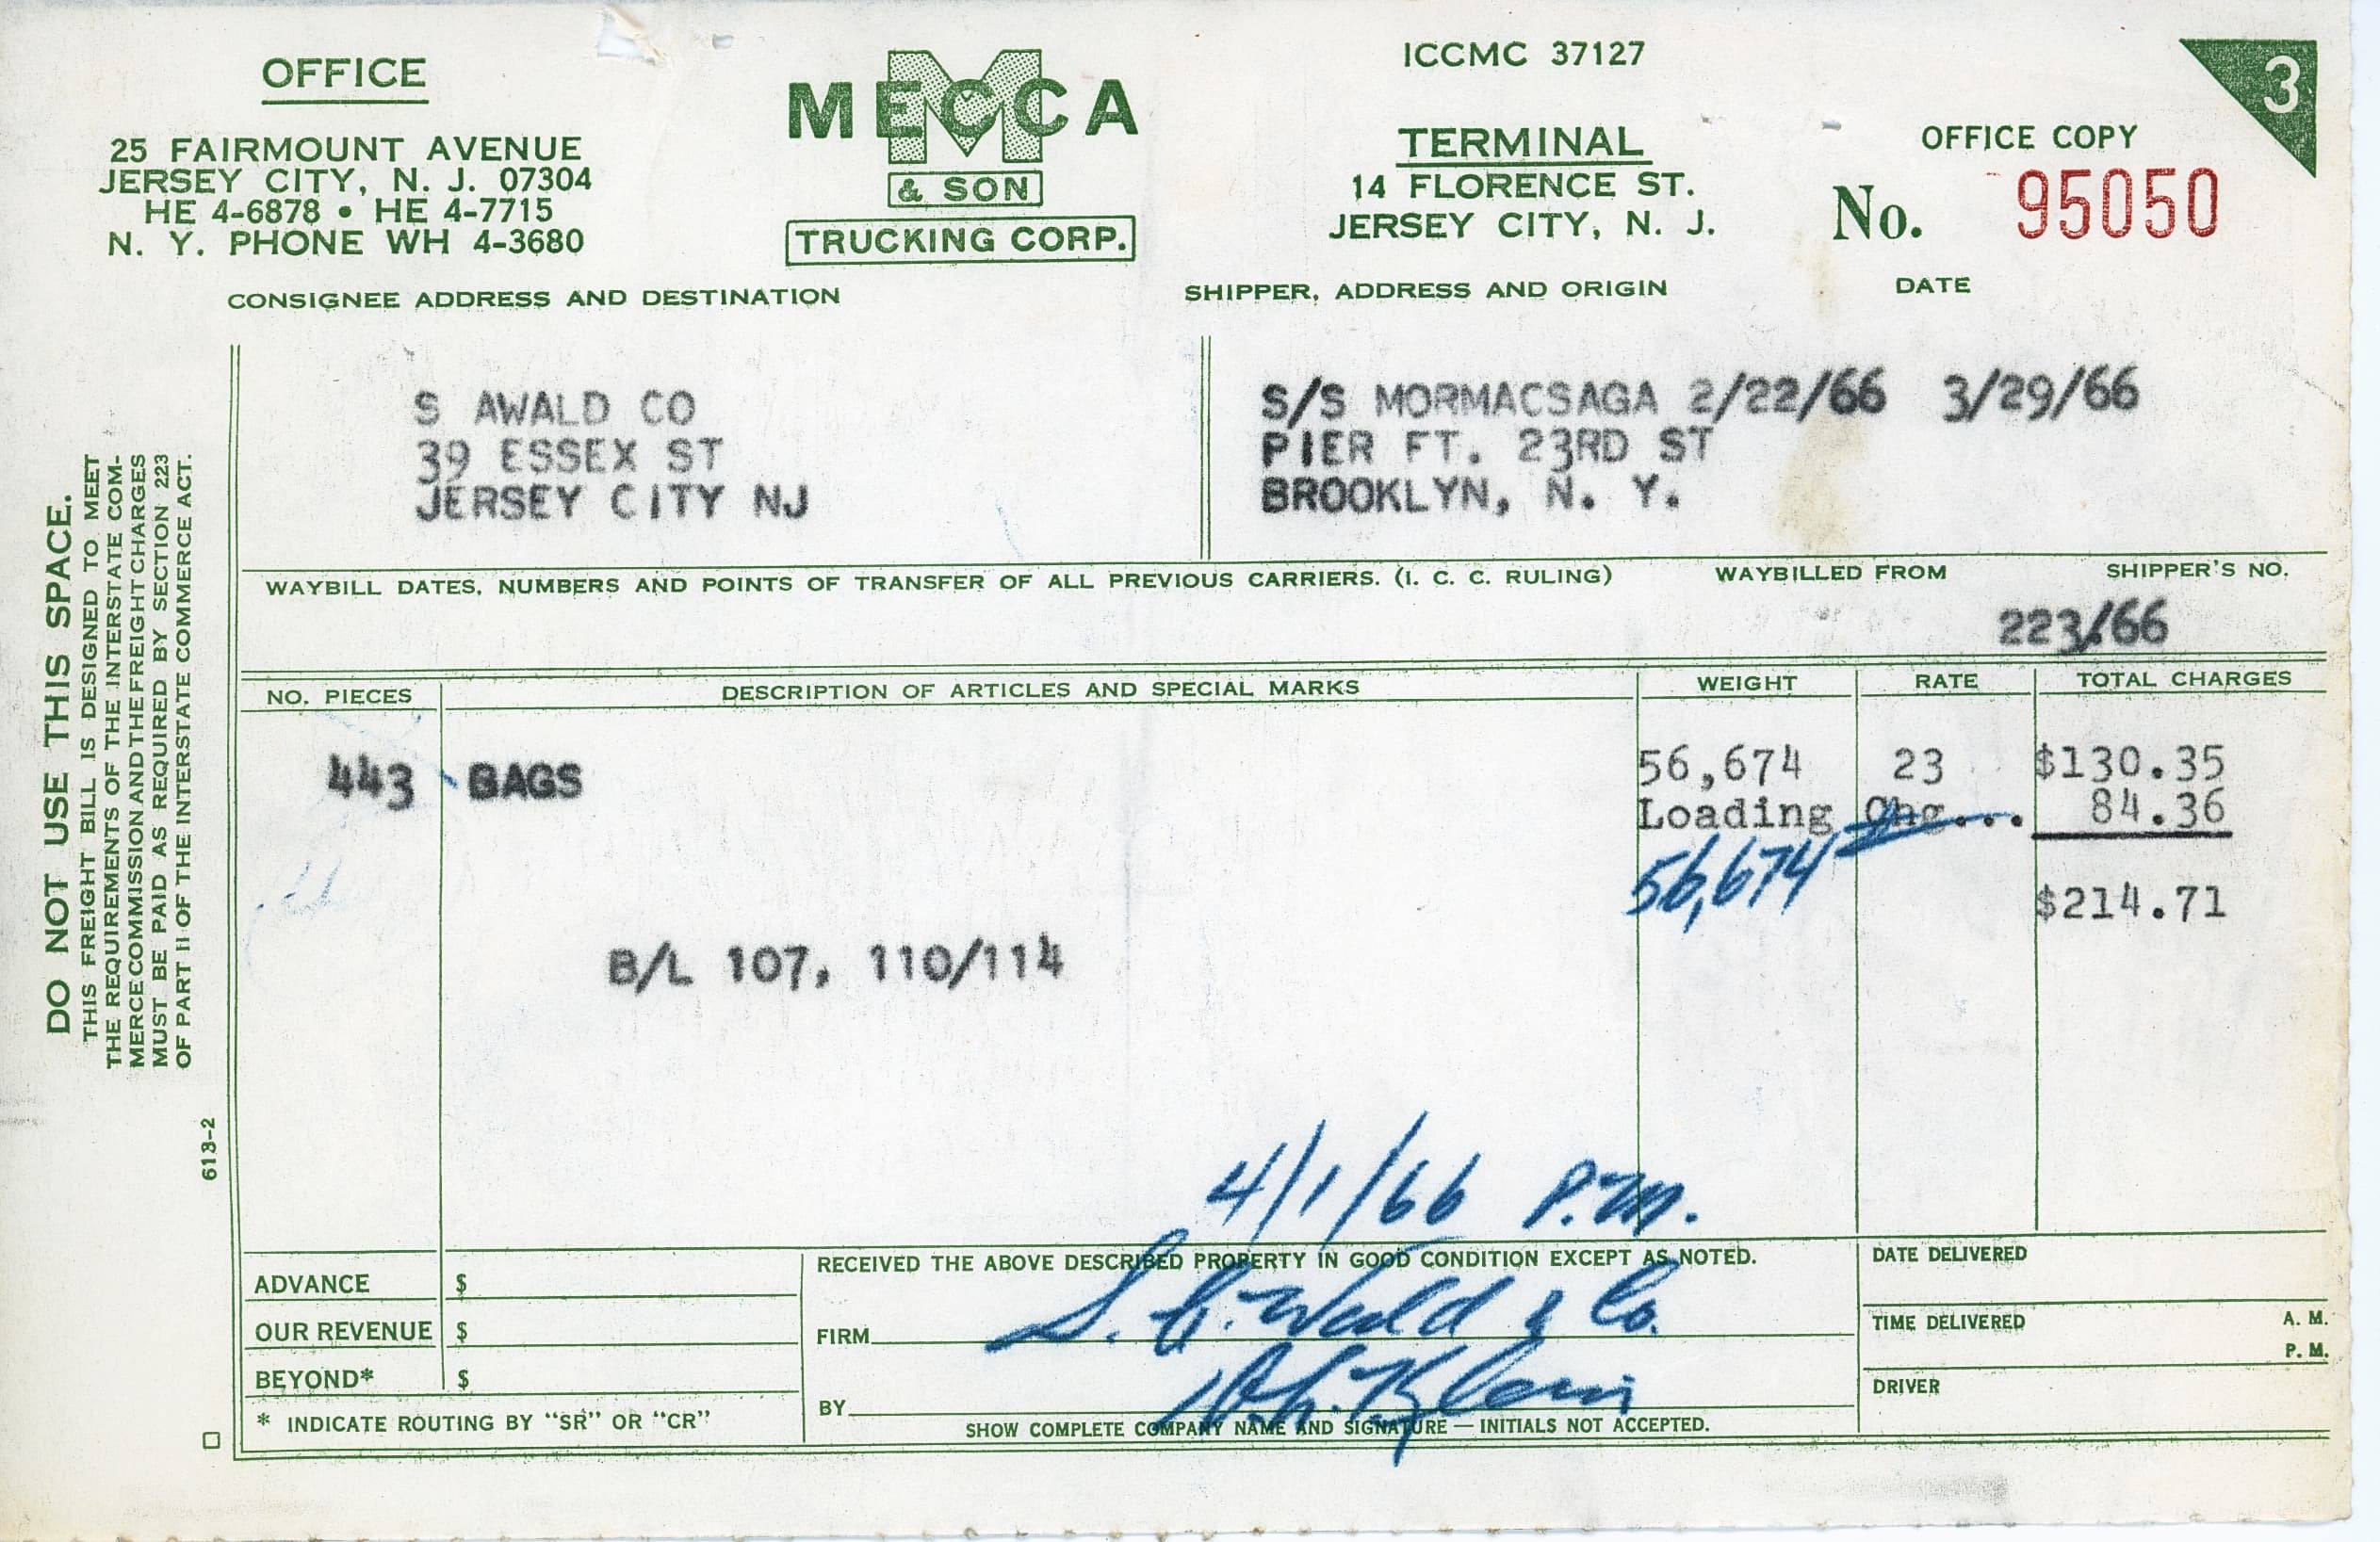 OFFICE
25 FAIRMOUNT AVENUE
JERSEY CITY, N. J. 07304
HE 4-6878 • HE 4-7715
N. Y. PHONE WH 4-3680
M
MECCA
& SON
TRUCKING CORP.
ICCMC 37127
TERMINAL
14 FLORENCE ST.
JERSEY CITY, N. J.
3
OFFICE COPY
No. 95050
CONSIGNEE ADDRESS AND DESTINATION
SHIPPER, ADDRESS AND ORIGIN
DATE
S AWALD CO
39 ESSEX ST
JERSEY CITY NJ
S/S MORMACSAGA 2/22/66 3/29/66
PIER FT. 23RD ST
BROOKLYN, N. Y.
WAYBILL DATES, NUMBERS AND POINTS OF TRANSFER OF ALL PREVIOUS CARRIERS. (I. C. C. RULING)
WAYBILLED FROM
SHIPPER'S NO.
223/66
NO. PIECES
DESCRIPTION OF ARTICLES AND SPECIAL MARKS
WEIGHT
RATE
TOTAL CHARGES
443 BAGS
56,674 23 $130.35
Loading Chg... 84.36
56,674
$214.71
B/L 107, 110/114
4/1/66 P.M.
ADVANCE $
OUR REVENUE $
BEYOND* $
* INDICATE ROUTING BY "SR" OR "CR"
RECEIVED THE ABOVE DESCRIBED PROPERTY IN GOOD CONDITION EXCEPT AS NOTED.
FIRM S. A. Wald & Co.
BY Klein
SHOW COMPLETE COMPANY NAME AND SIGNATURE — INITIALS NOT ACCEPTED.
DATE DELIVERED
TIME DELIVERED A. M.
P. M.
DRIVER
DO NOT USE THIS SPACE.
THIS FREIGHT BILL IS DESIGNED TO MEET
THE REQUIREMENTS OF THE INTERSTATE COM-
MERCE COMMISSION AND THE FREIGHT CHARGES
MUST BE PAID AS REQUIRED BY SECTION 223
OF PART II OF THE INTERSTATE COMMERCE ACT.
613-2